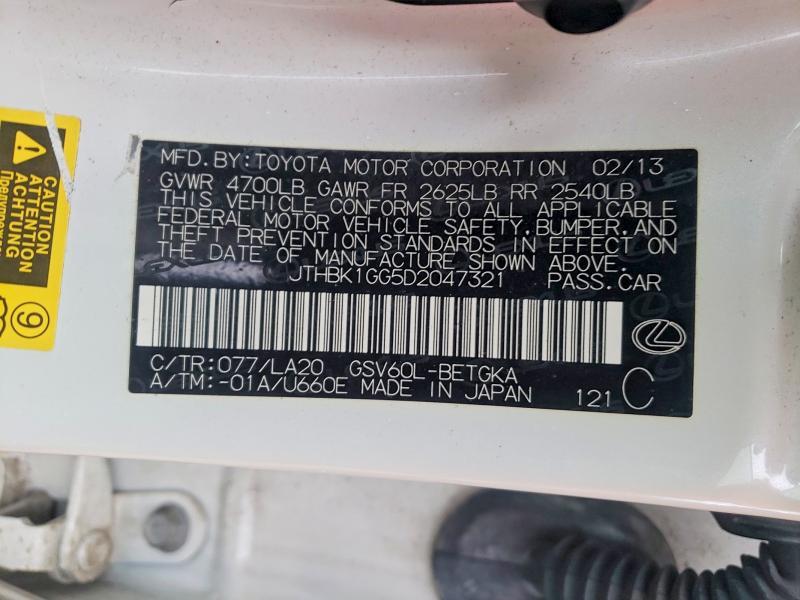 MFD. BY: TOYOTA MOTOR CORPORATION 02/13
GVWR 4700LB GAWR FR 2625LB RR 2540LB
THIS VEHICLE CONFORMS TO ALL APPLICABLE
FEDERAL MOTOR VEHICLE SAFETY, BUMPER, AND
THEFT PREVENTION STANDARDS IN EFFECT ON
THE DATE OF MANUFACTURE SHOWN ABOVE.
JTHBK1GG5D2047321 PASS. CAR
C/TR: 077/LA20 GSV60L-BETGKA
A/TM: -01A/U660E MADE IN JAPAN 121 C
CAUTION
ATTENTION
ACHTUNG
9